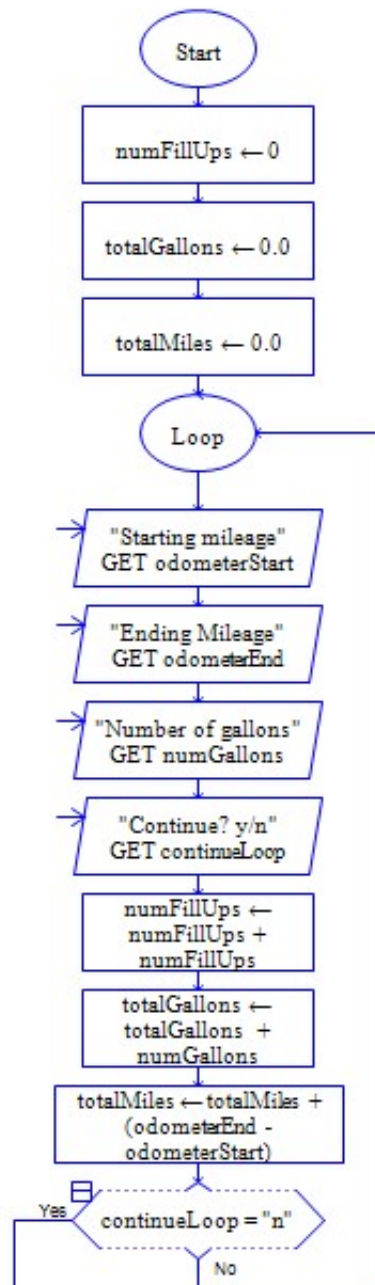 Start
numFillUps ← 0
totalGallons ← 0.0
totalMiles ← 0.0
Loop
"Starting mileage"
GET odometerStart
"Ending Mileage"
GET odometerEnd
"Number of gallons"
GET numGallons
"Continue? y/n"
GET continueLoop
numFillUps ←
numFillUps +
numFillUps
totalGallons ←
totalGallons +
numGallons
totalMiles ← totalMiles +
(odometerEnd -
odometerStart)
Yes
continueLoop = "n"
No